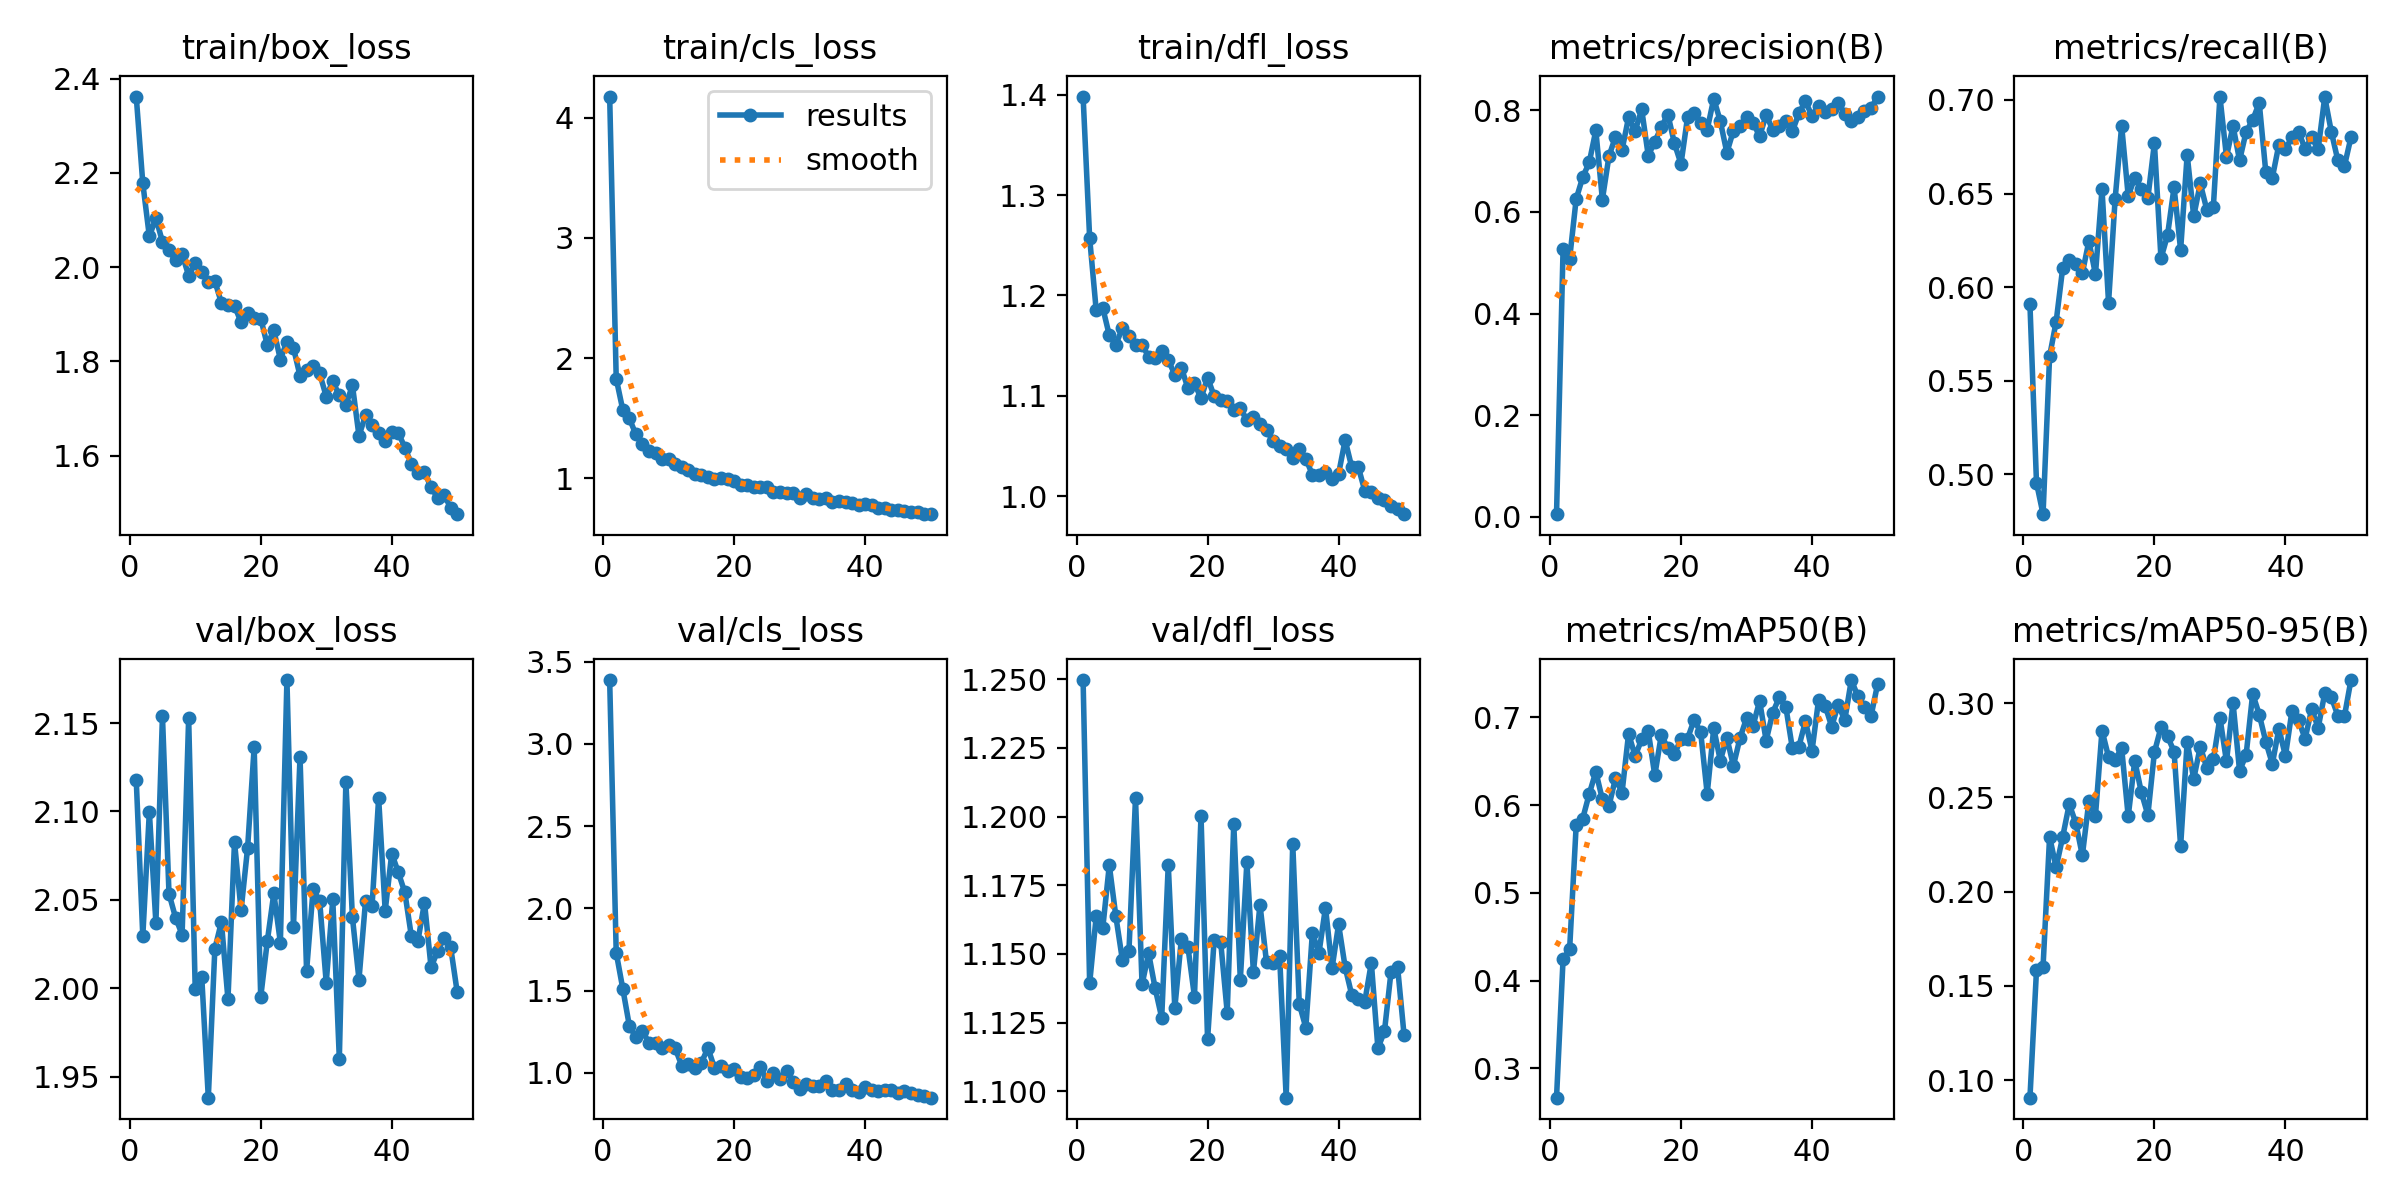 train/box_loss
2.4
2.2
2.0
1.8
1.6
0 20 40
train/cls_loss
results
smooth
4
3
2
1
0 20 40
train/dfl_loss
1.4
1.3
1.2
1.1
1.0
0 20 40
metrics/precision(B)
0.8
0.6
0.4
0.2
0.0
0 20 40
metrics/recall(B)
0.70
0.65
0.60
0.55
0.50
0 20 40
val/box_loss
2.15
2.10
2.05
2.00
1.95
0 20 40
val/cls_loss
3.5
3.0
2.5
2.0
1.5
1.0
0 20 40
val/dfl_loss
1.250
1.225
1.200
1.175
1.150
1.125
1.100
0 20 40
metrics/mAP50(B)
0.7
0.6
0.5
0.4
0.3
0 20 40
metrics/mAP50-95(B)
0.30
0.25
0.20
0.15
0.10
0 20 40